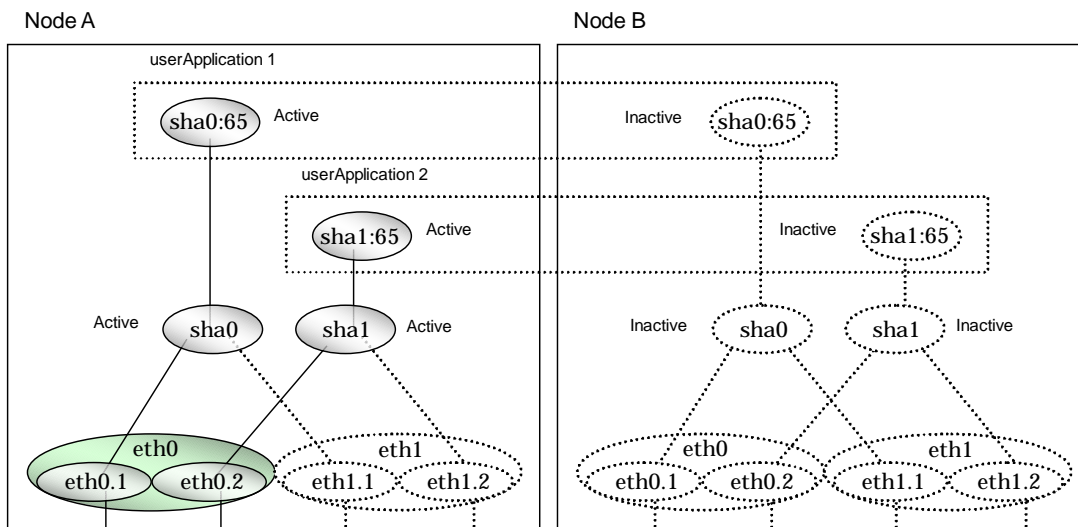 Node A
Node B
userApplication 1
sha0:65
Active
Inactive
sha0:65
userApplication 2
sha1:65
Active
Inactive
sha1:65
Active
sha0
sha1
Active
Inactive
sha0
sha1
Inactive
eth0
eth1
eth0
eth1
eth0.1
eth0.2
eth1.1
eth1.2
eth0.1
eth0.2
eth1.1
eth1.2